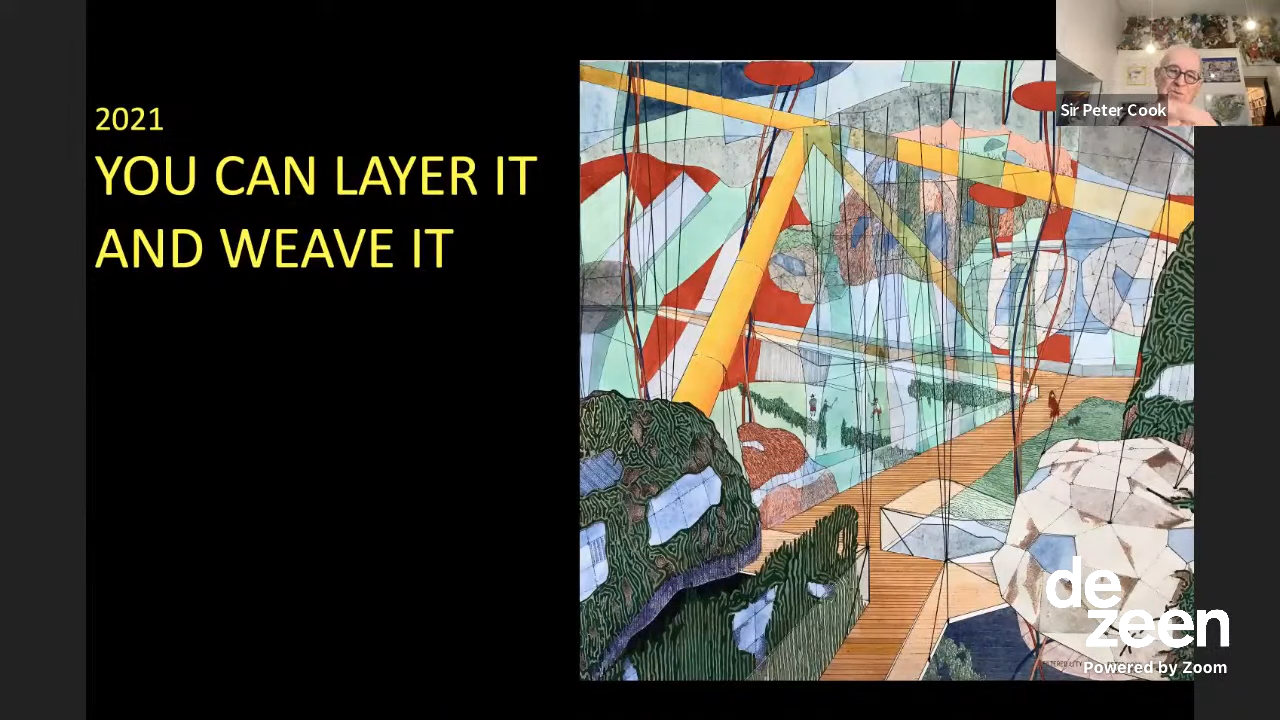 2021
YOU CAN LAYER IT
AND WEAVE IT
Sir Peter Cook
de
zeen
Powered by Zoom